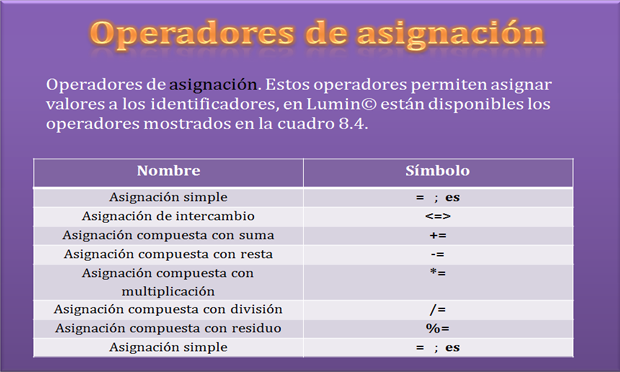 Operadores de asignación
Operadores de asignación. Estos operadores permiten asignar
valores a los identificadores, en Lumin© están disponibles los
operadores mostrados en la cuadro 8.4.
Nombre Símbolo
Asignación simple = ; es
Asignación de intercambio <=>
Asignación compuesta con suma +=
Asignación compuesta con resta -=
Asignación compuesta con *=
multiplicación
Asignación compuesta con división /=
Asignación compuesta con residuo %=
Asignación simple = ; es